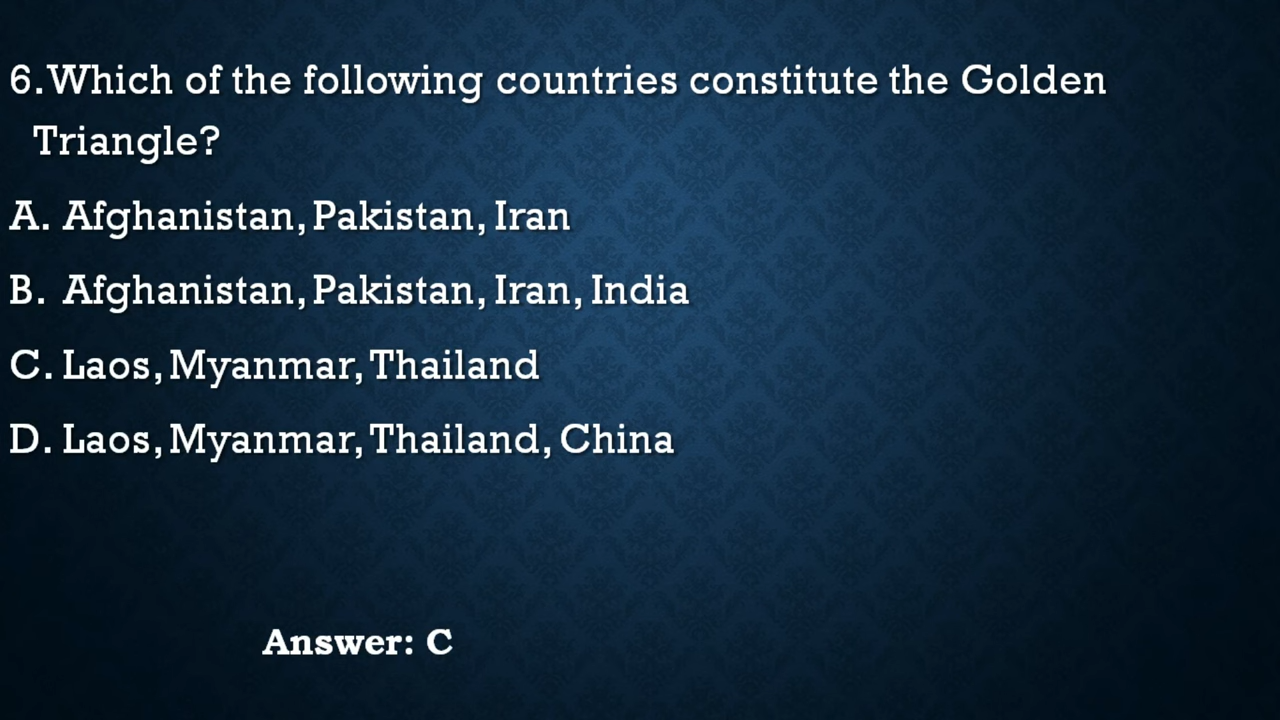 6.Which of the following countries constitute the Golden
Triangle?
A. Afghanistan, Pakistan, Iran
B. Afghanistan, Pakistan, Iran, India
C. Laos, Myanmar, Thailand
D. Laos, Myanmar, Thailand, China
Answer: C